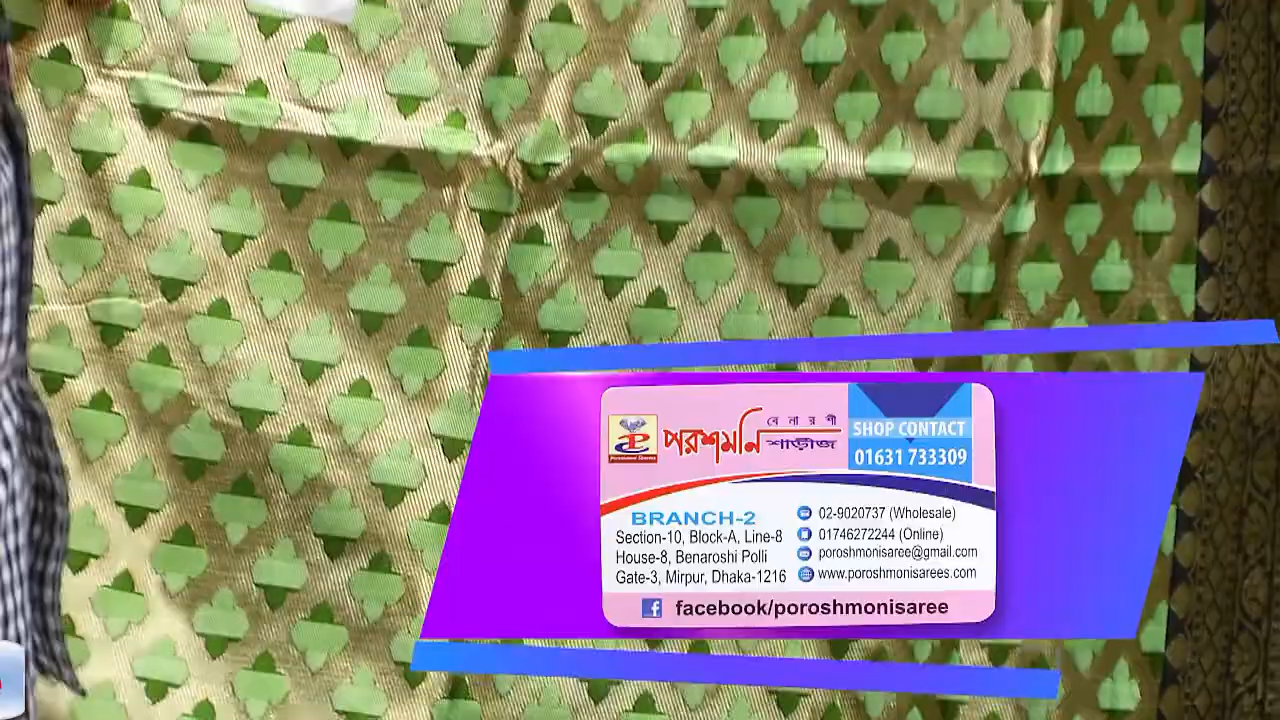 পরশমনি
বেনারশী
শাড়ীজ
SHOP CONTACT
01631 733309
BRANCH-2
Section-10, Block-A, Line-8
House-8, Benaroshi Polli
Gate-3, Mirpur, Dhaka-1216
02-9020737 (Wholesale)
01746272244 (Online)
poroshmonisaree@gmail.com
www.poroshmonisarees.com
facebook/poroshmonisaree